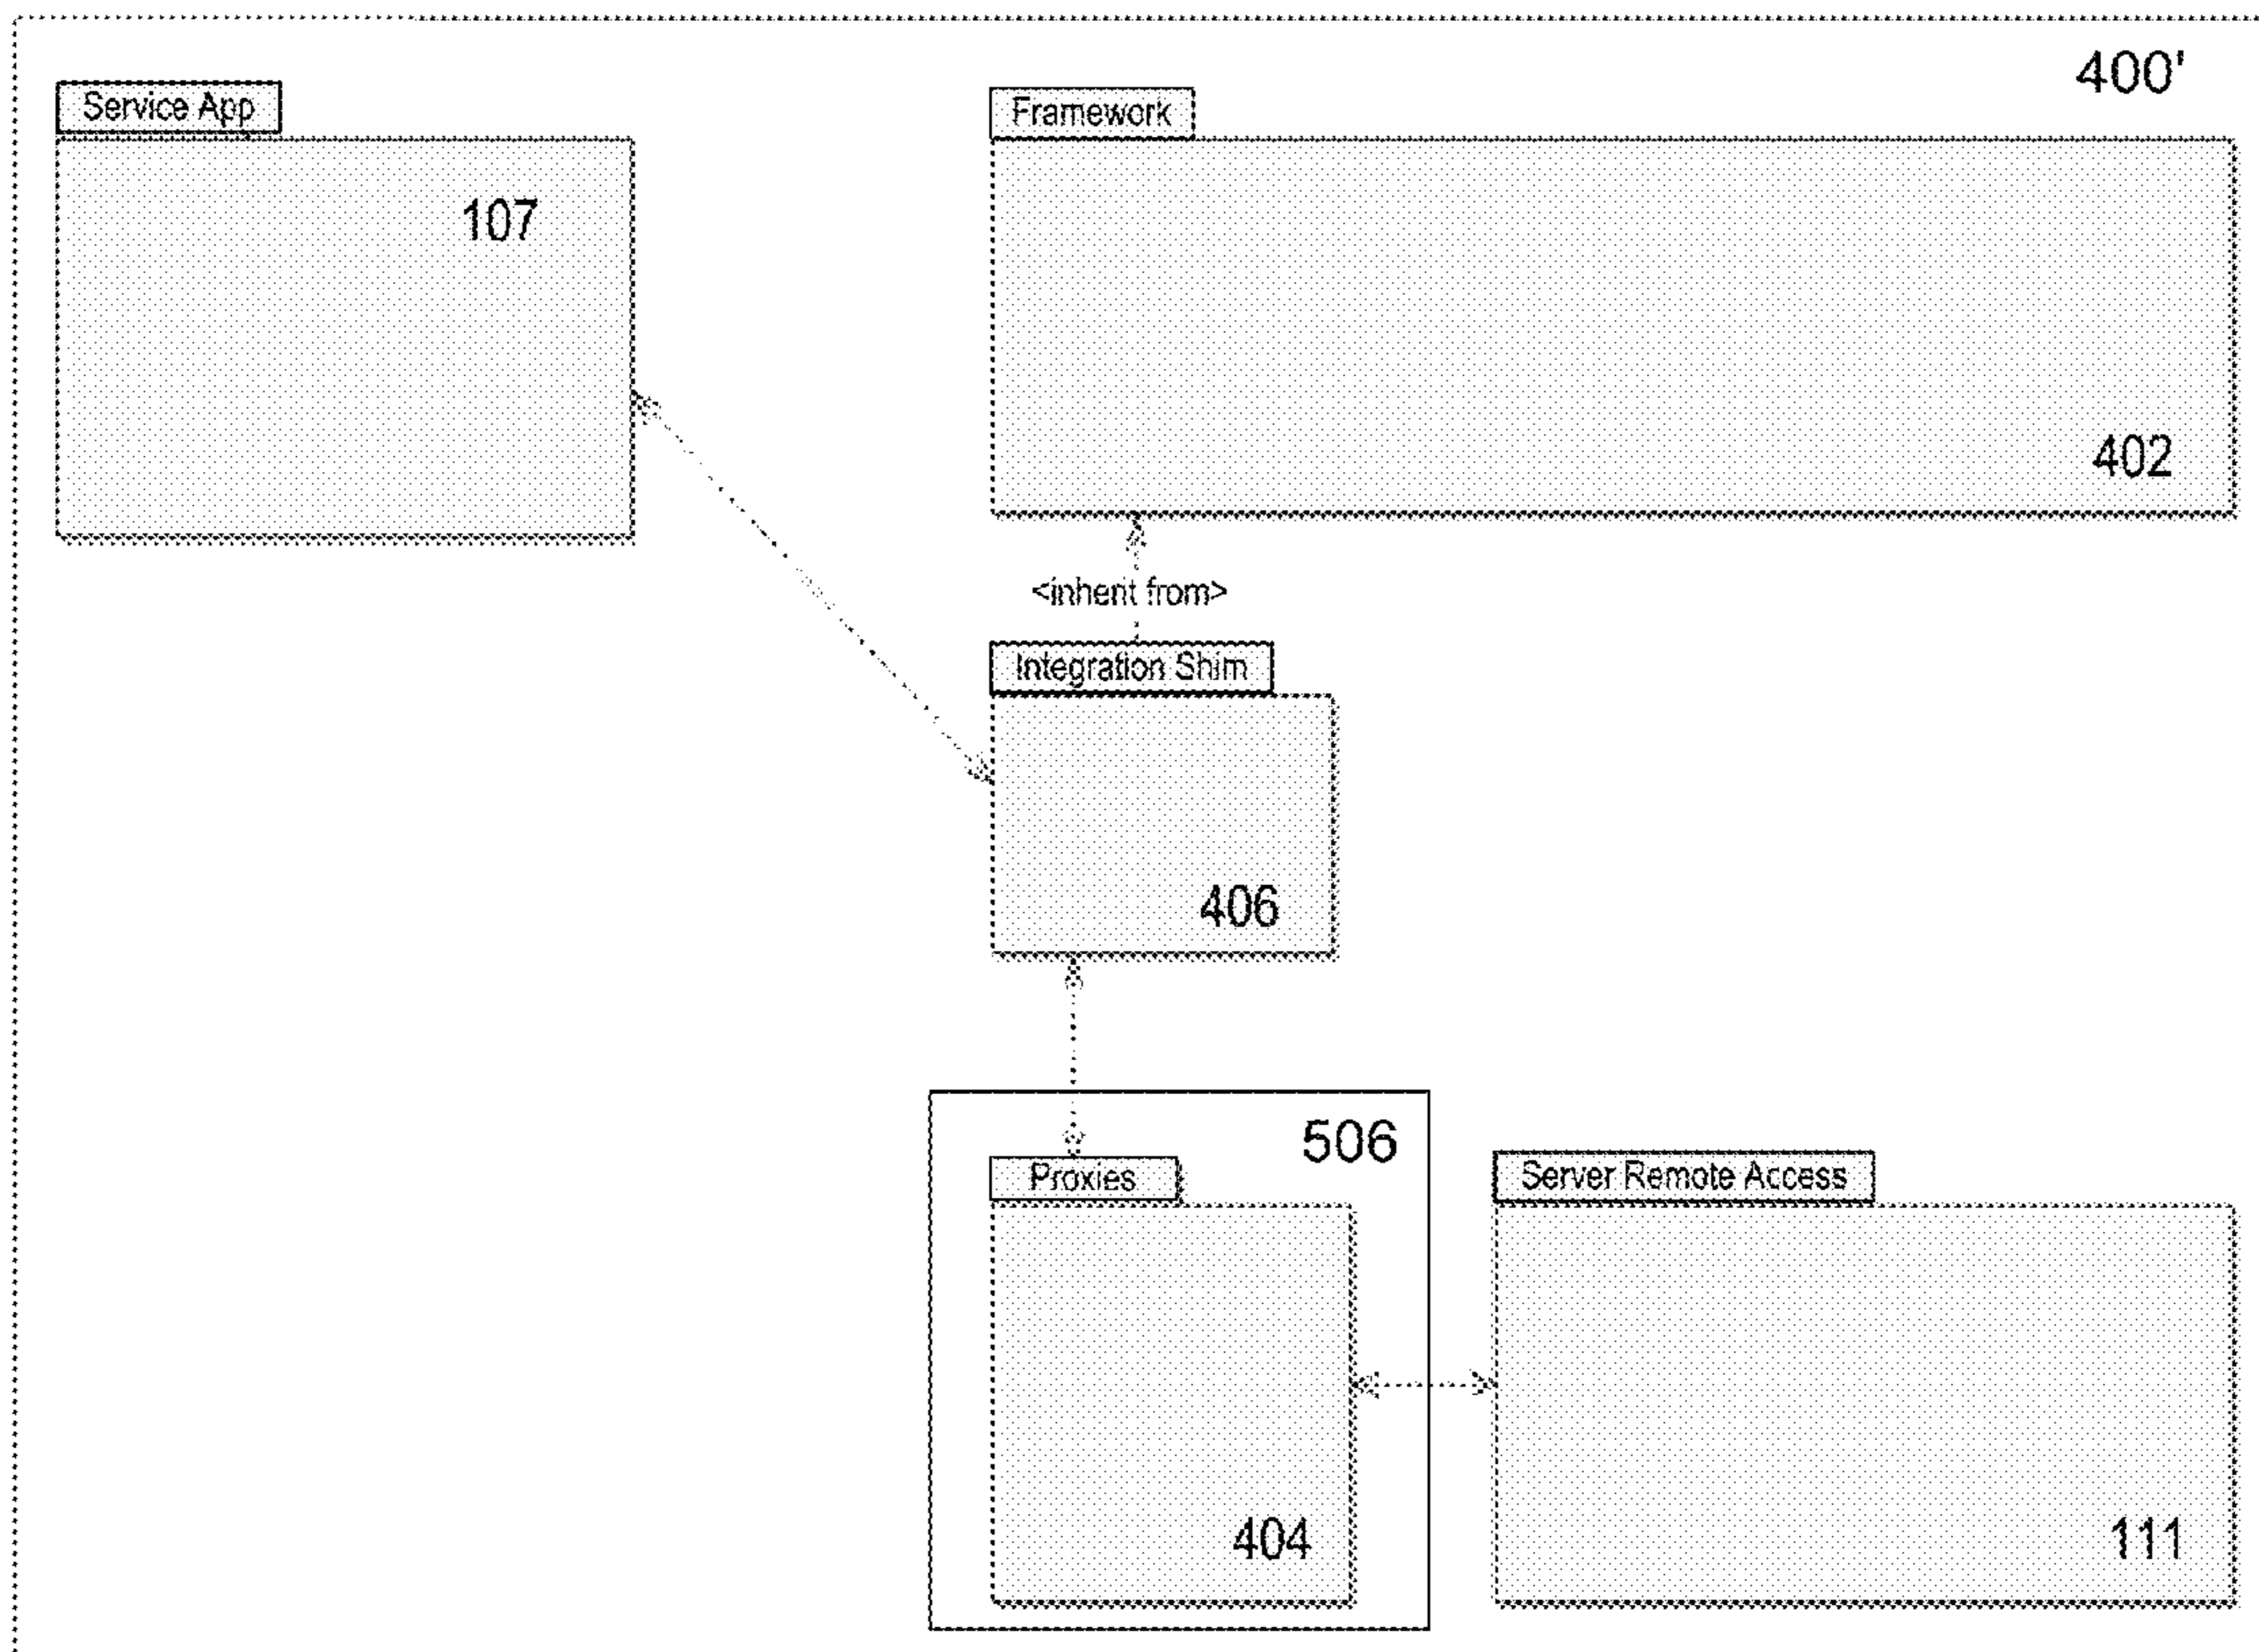 400'
Service App
Framework
107
402
<inherit from>
Integration Shim
406
506
Proxies
Server Remote Access
404
111